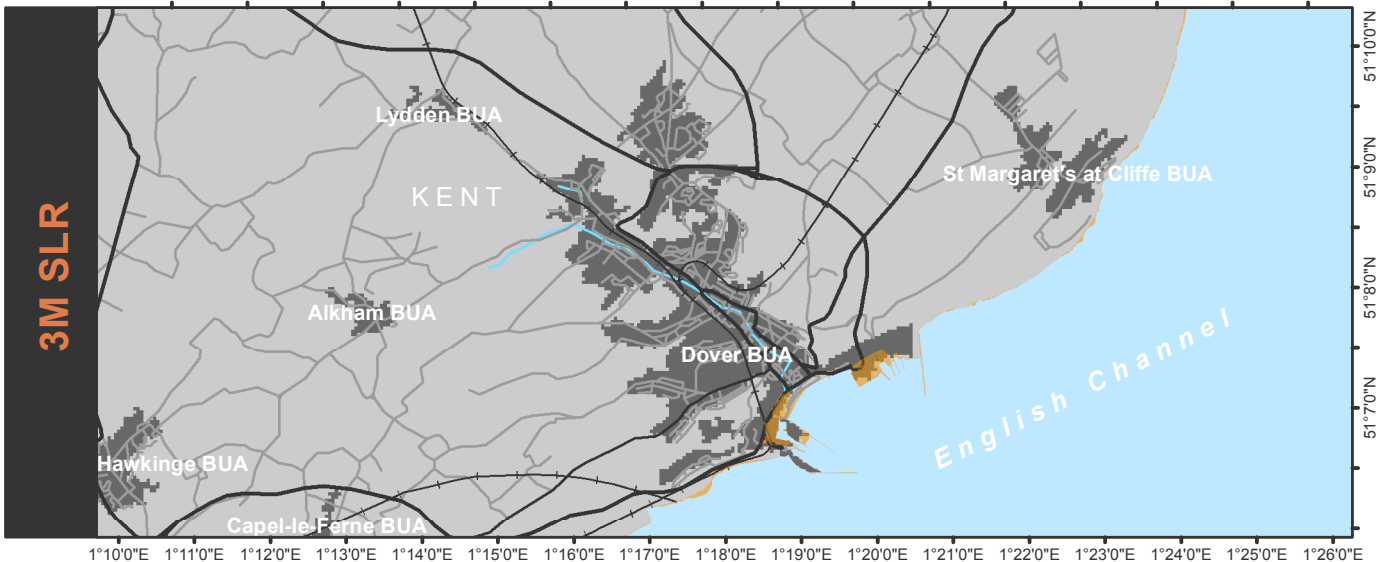 3M SLR
Lydden BUA
KENT
St Margaret's at Cliffe BUA
Alkham BUA
Dover BUA
English Channel
Hawkinge BUA
Capel-le-Ferne BUA
51°10'0"N
51°9'0"N
51°8'0"N
51°7'0"N
1°10'0"E 1°11'0"E 1°12'0"E 1°13'0"E 1°14'0"E 1°15'0"E 1°16'0"E 1°17'0"E 1°18'0"E 1°19'0"E 1°20'0"E 1°21'0"E 1°22'0"E 1°23'0"E 1°24'0"E 1°25'0"E 1°26'0"E